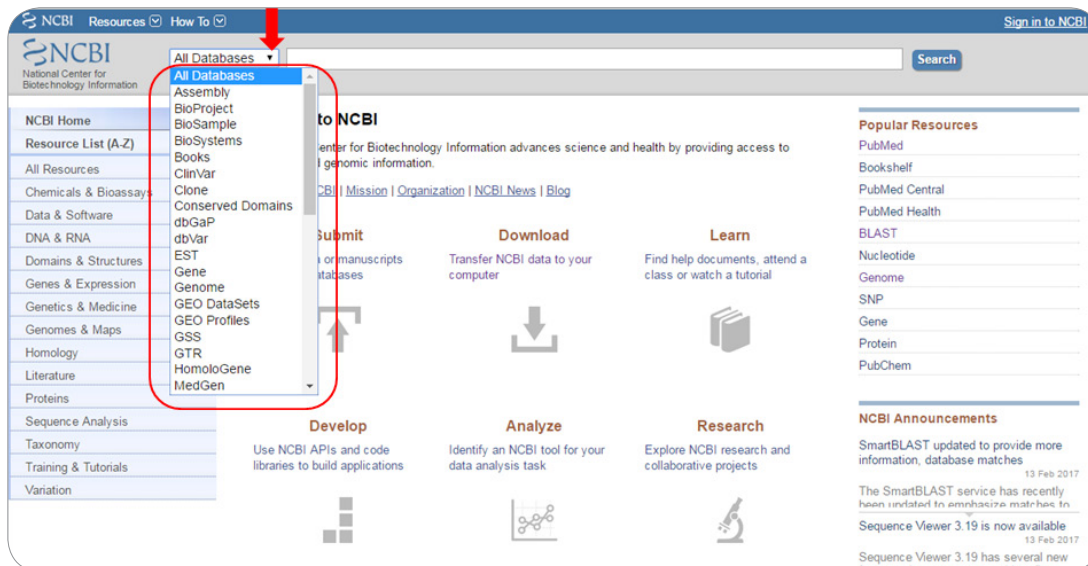 NCBI Resources How To Sign in to NCBI
NCBI
National Center for
Biotechnology Information
All Databases
Search
All Databases
Assembly
BioProject
BioSample
BioSystems
Books
ClinVar
Clone
Conserved Domains
dbGaP
dbVar
EST
Gene
Genome
GEO DataSets
GEO Profiles
GSS
GTR
HomoloGene
MedGen
NCBI Home
Resource List (A-Z)
All Resources
Chemicals & Bioassays
Data & Software
DNA & RNA
Domains & Structures
Genes & Expression
Genetics & Medicine
Genomes & Maps
Homology
Literature
Proteins
Sequence Analysis
Taxonomy
Training & Tutorials
Variation
to NCBI
for Biotechnology Information advances science and health by providing access to
genomic information.
| Mission | Organization | NCBI News | Blog
Submit
or manuscripts
Download
Transfer NCBI data to your
computer
Learn
Find help documents, attend a
class or watch a tutorial
Develop
Use NCBI APIs and code
libraries to build applications
Analyze
Identify an NCBI tool for your
data analysis task
Research
Explore NCBI research and
collaborative projects
Popular Resources
PubMed
Bookshelf
PubMed Central
PubMed Health
BLAST
Nucleotide
Genome
SNP
Gene
Protein
PubChem
NCBI Announcements
SmartBLAST updated to provide more
information, database matches
13 Feb 2017
The SmartBLAST service has recently
been updated to emphasize matches to
Sequence Viewer 3.19 is now available
13 Feb 2017
Sequence Viewer 3.19 has several new